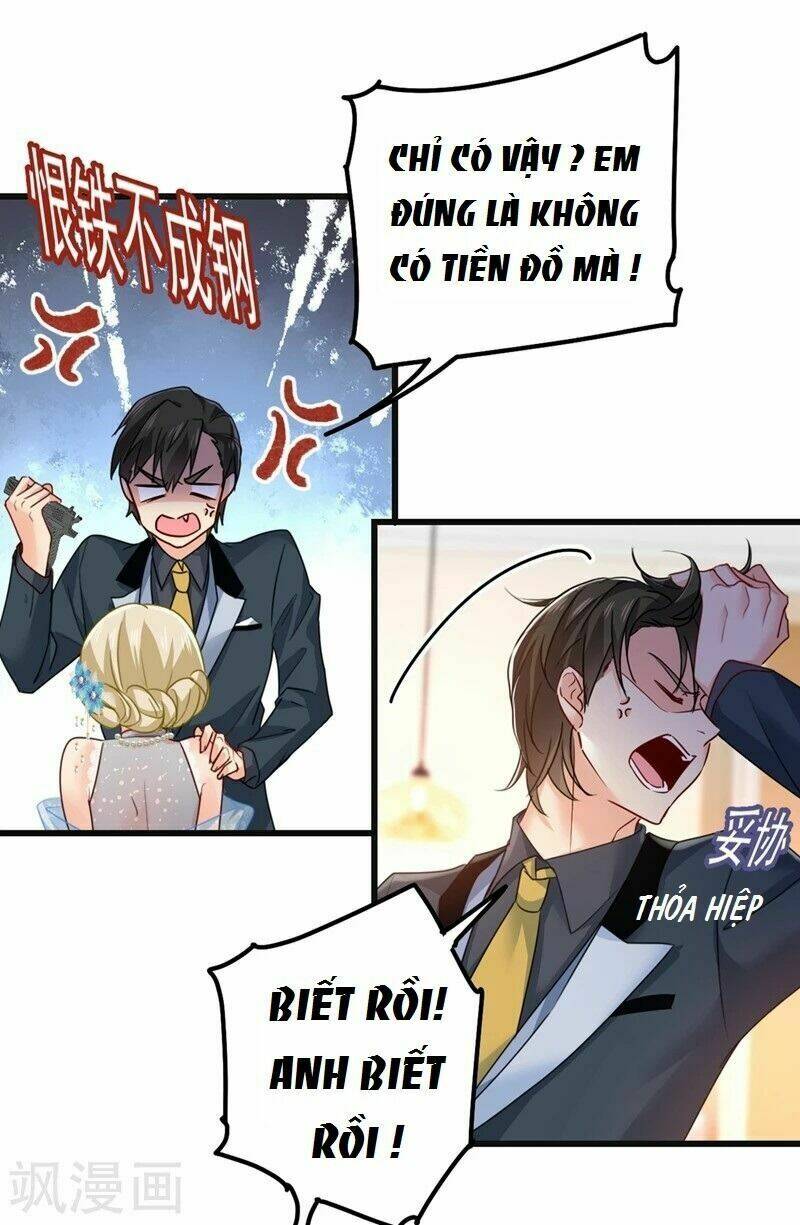 CHỈ CÓ VẬY ? EM
ĐÚNG LÀ KHÔNG
CÓ TIỀN ĐỒ MÀ !
恨铁不成钢
妥协
THỎA HIỆP
BIẾT RỒI!
ANH BIẾT
RỒI !
飒漫画